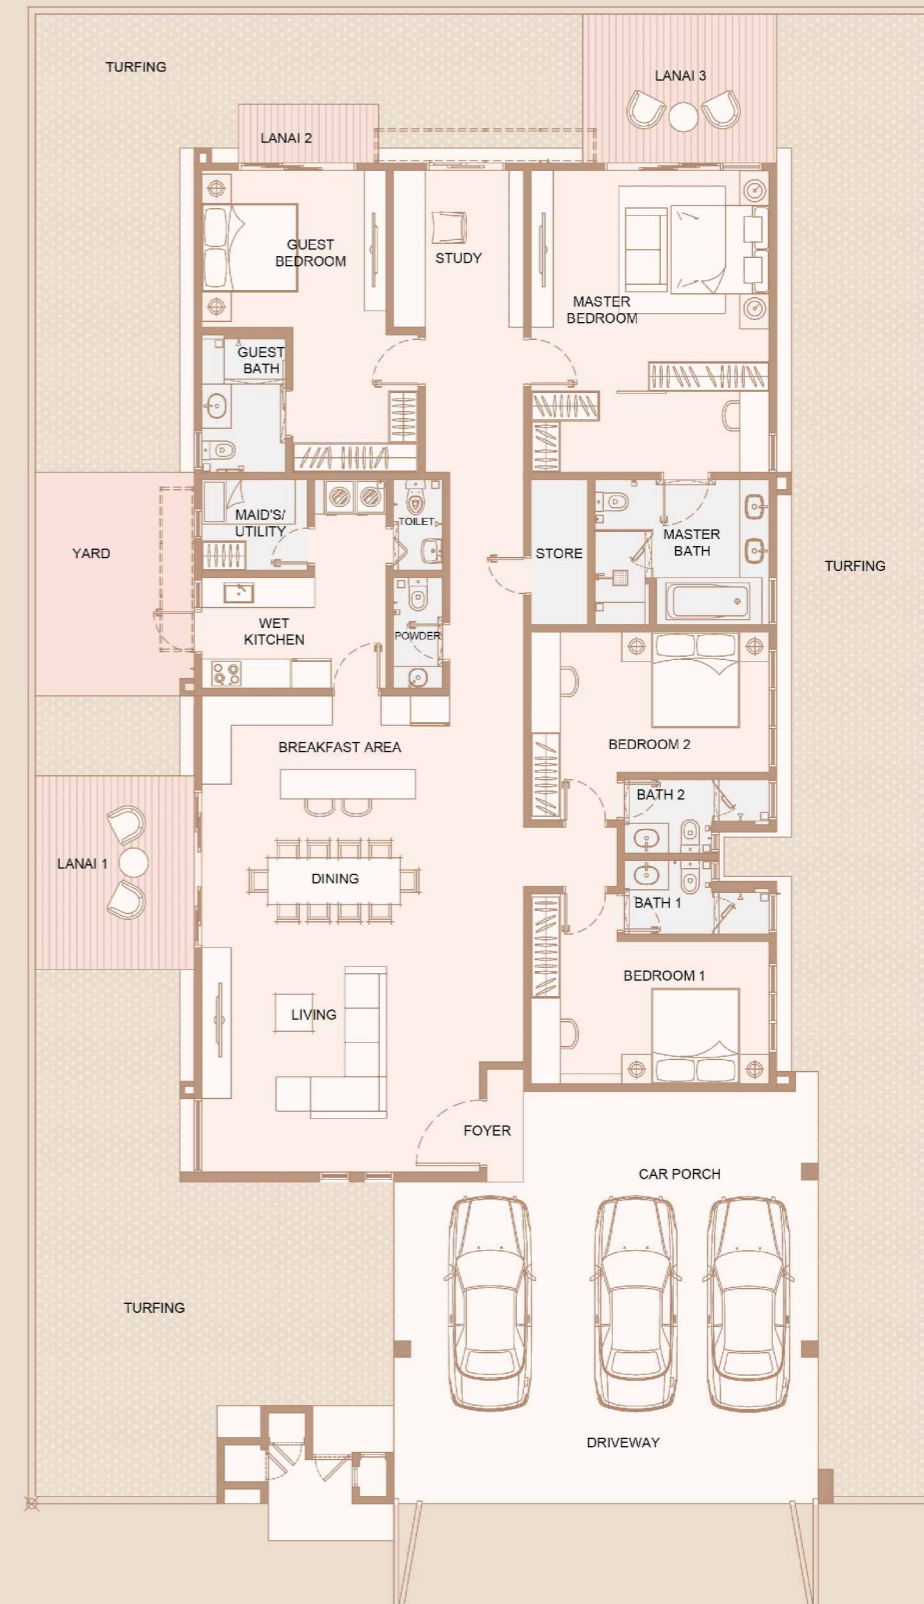 TURFING
LANAI 3
LANAI 2
GUEST
BEDROOM
STUDY
MASTER
BEDROOM
GUEST
BATH
MAID'S/
UTILITY
TOILET
STORE
MASTER
BATH
YARD
TURFING
WET
KITCHEN
POWDER
BREAKFAST AREA
BEDROOM 2
BATH 2
LANAI 1
DINING
BATH 1
BEDROOM 1
LIVING
FOYER
CAR PORCH
TURFING
DRIVEWAY